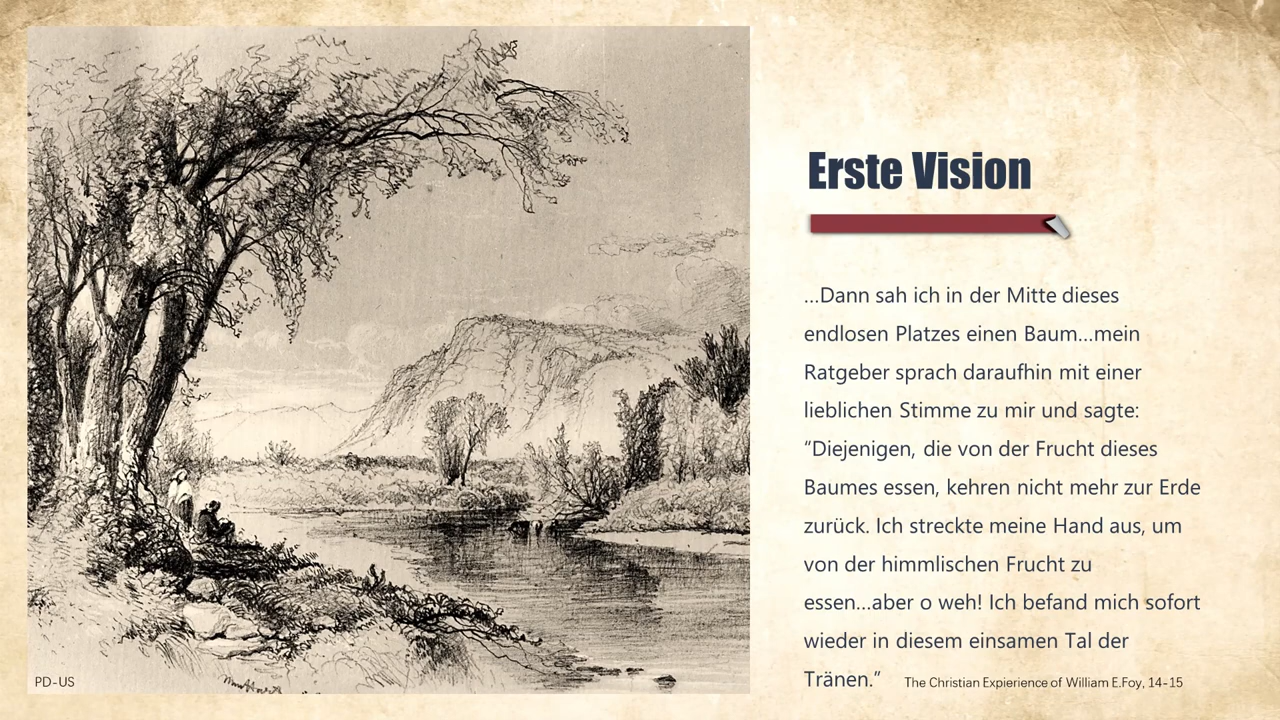 Erste Vision
...Dann sah ich in der Mitte dieses
endlosen Platzes einen Baum...mein
Ratgeber sprach daraufhin mit einer
lieblichen Stimme zu mir und sagte:
“Diejenigen, die von der Frucht dieses
Baumes essen, kehren nicht mehr zur Erde
zurück. Ich streckte meine Hand aus, um
von der himmlischen Frucht zu
essen...aber o weh! Ich befand mich sofort
wieder in diesem einsamen Tal der
Tränen.”
The Christian Expierience of William E.Foy, 14-15
PD-US